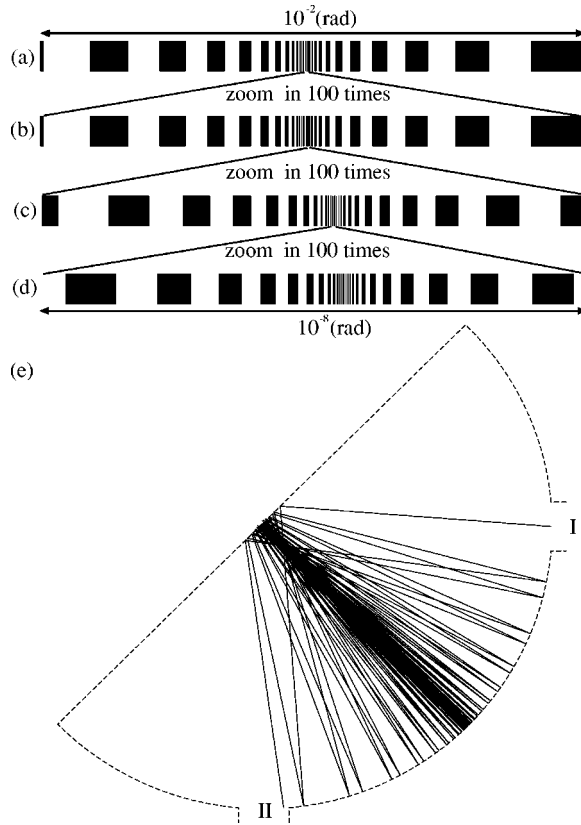 10⁻²(rad)
(a)
zoom in 100 times
(b)
zoom in 100 times
(c)
zoom in 100 times
(d)
10⁻⁸(rad)
(e)
I
II